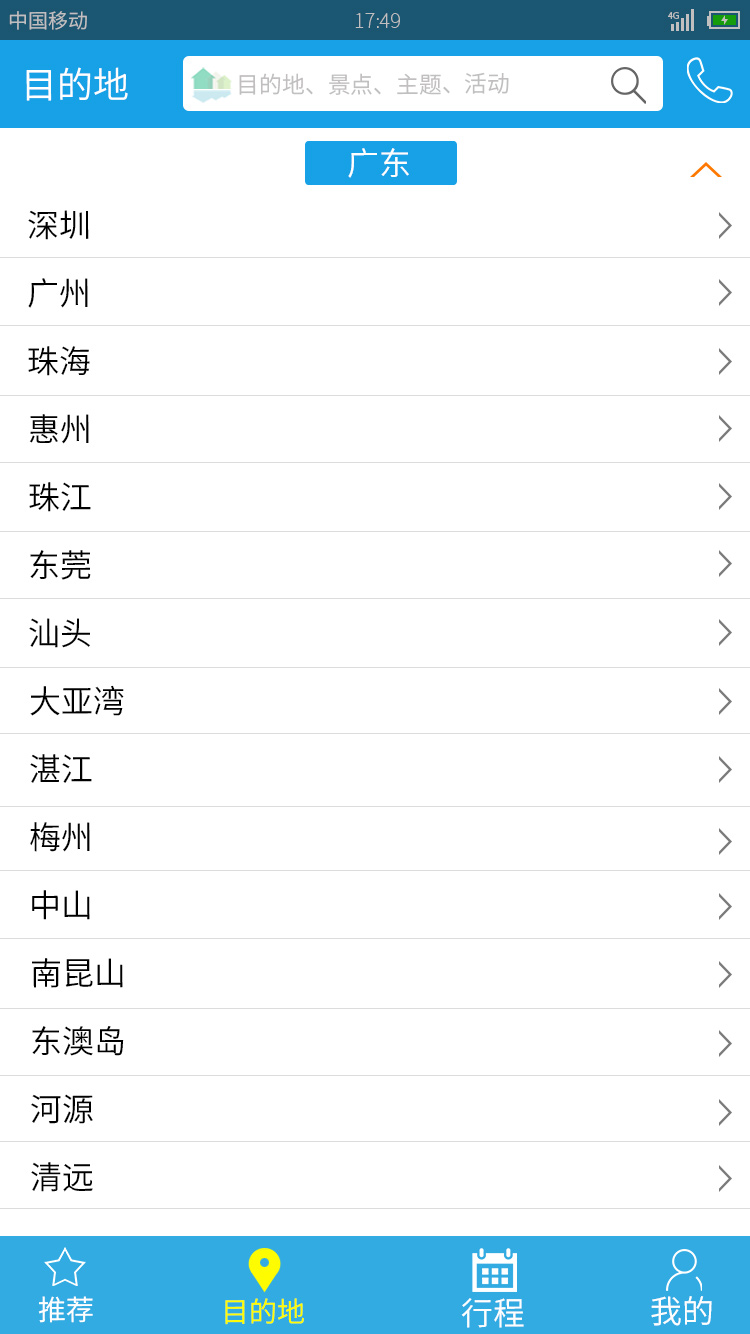 中国移动 17:49 4G
目的地 目的地、景点、主题、活动
广东
深圳
广州
珠海
惠州
珠江
东莞
汕头
大亚湾
湛江
梅州
中山
南昆山
东澳岛
河源
清远
推荐 目的地 行程 我的